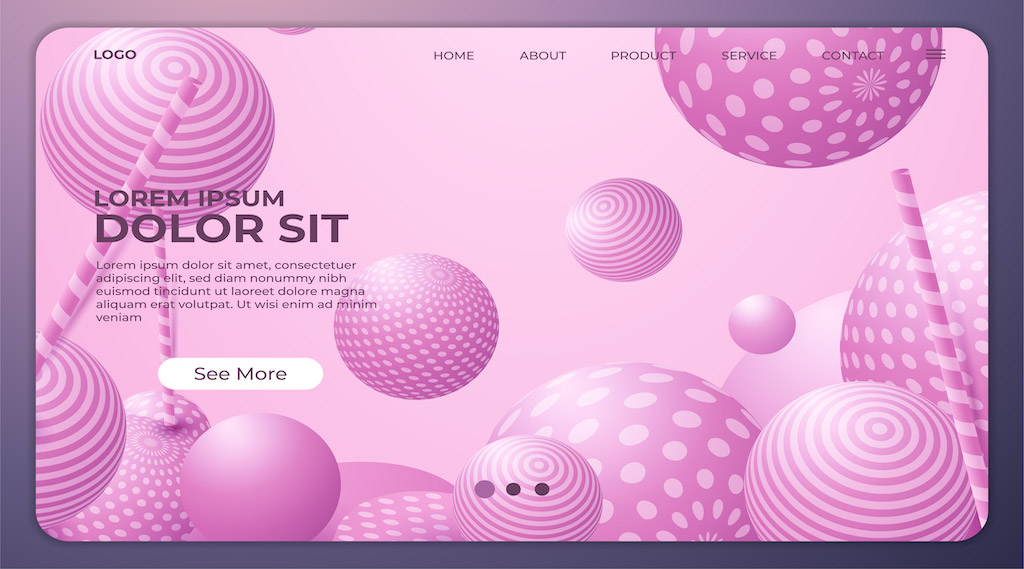 LOGO
HOME ABOUT PRODUCT SERVICE CONTACT
LOREM IPSUM
DOLOR SIT
Lorem ipsum dolor sit amet, consectetuer
adipiscing elit, sed diam nonummy nibh
euismod tincidunt ut laoreet dolore magna
aliquam erat volutpat. Ut wisi enim ad minim
veniam
See More